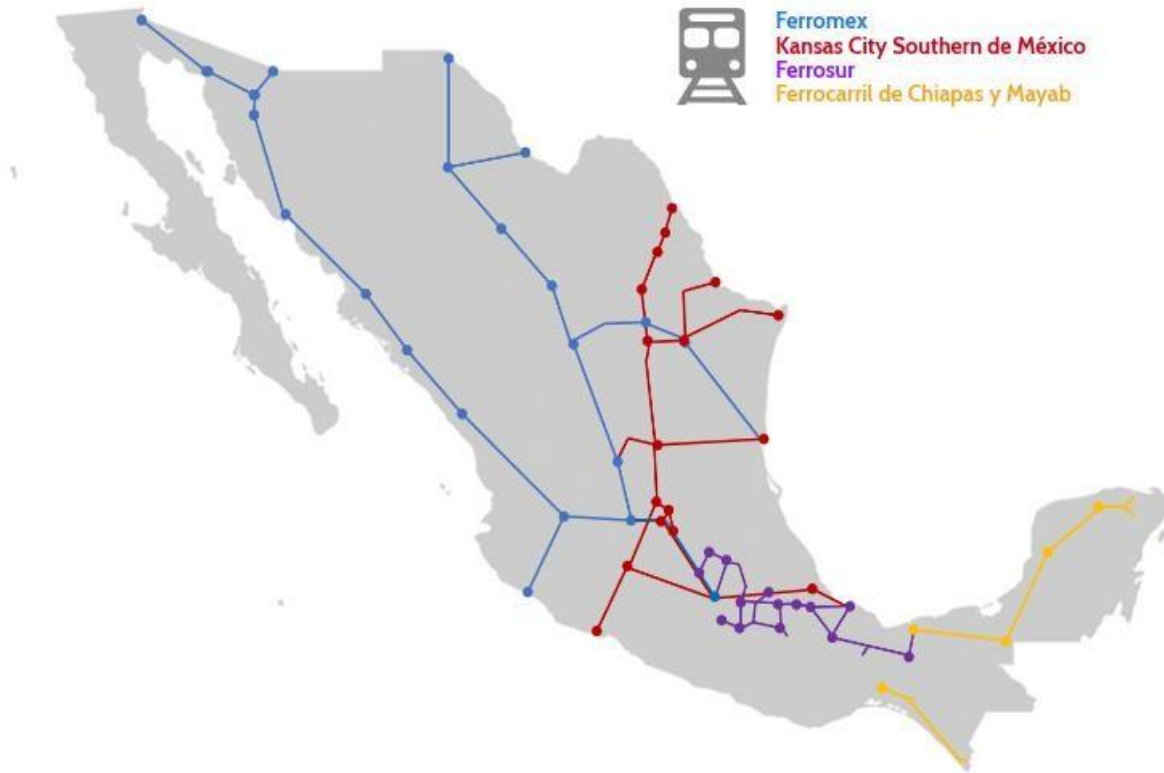 Ferromex
Kansas City Southern de México
Ferrosur
Ferrocarril de Chiapas y Mayab